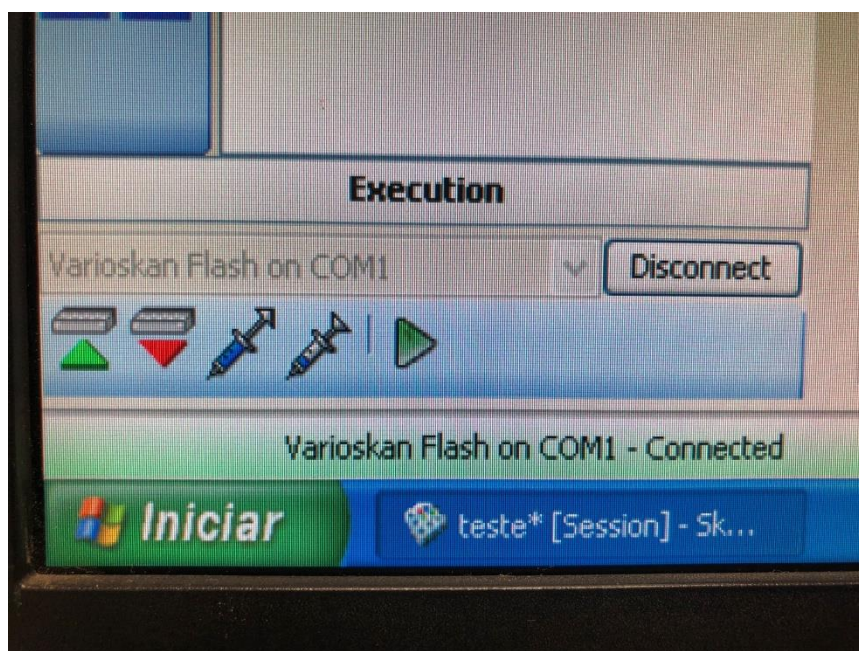 Execution
Varioskan Flash on COM1
Disconnect
Varioskan Flash on COM1 - Connected
Iniciar
teste* [Session] - Sk...